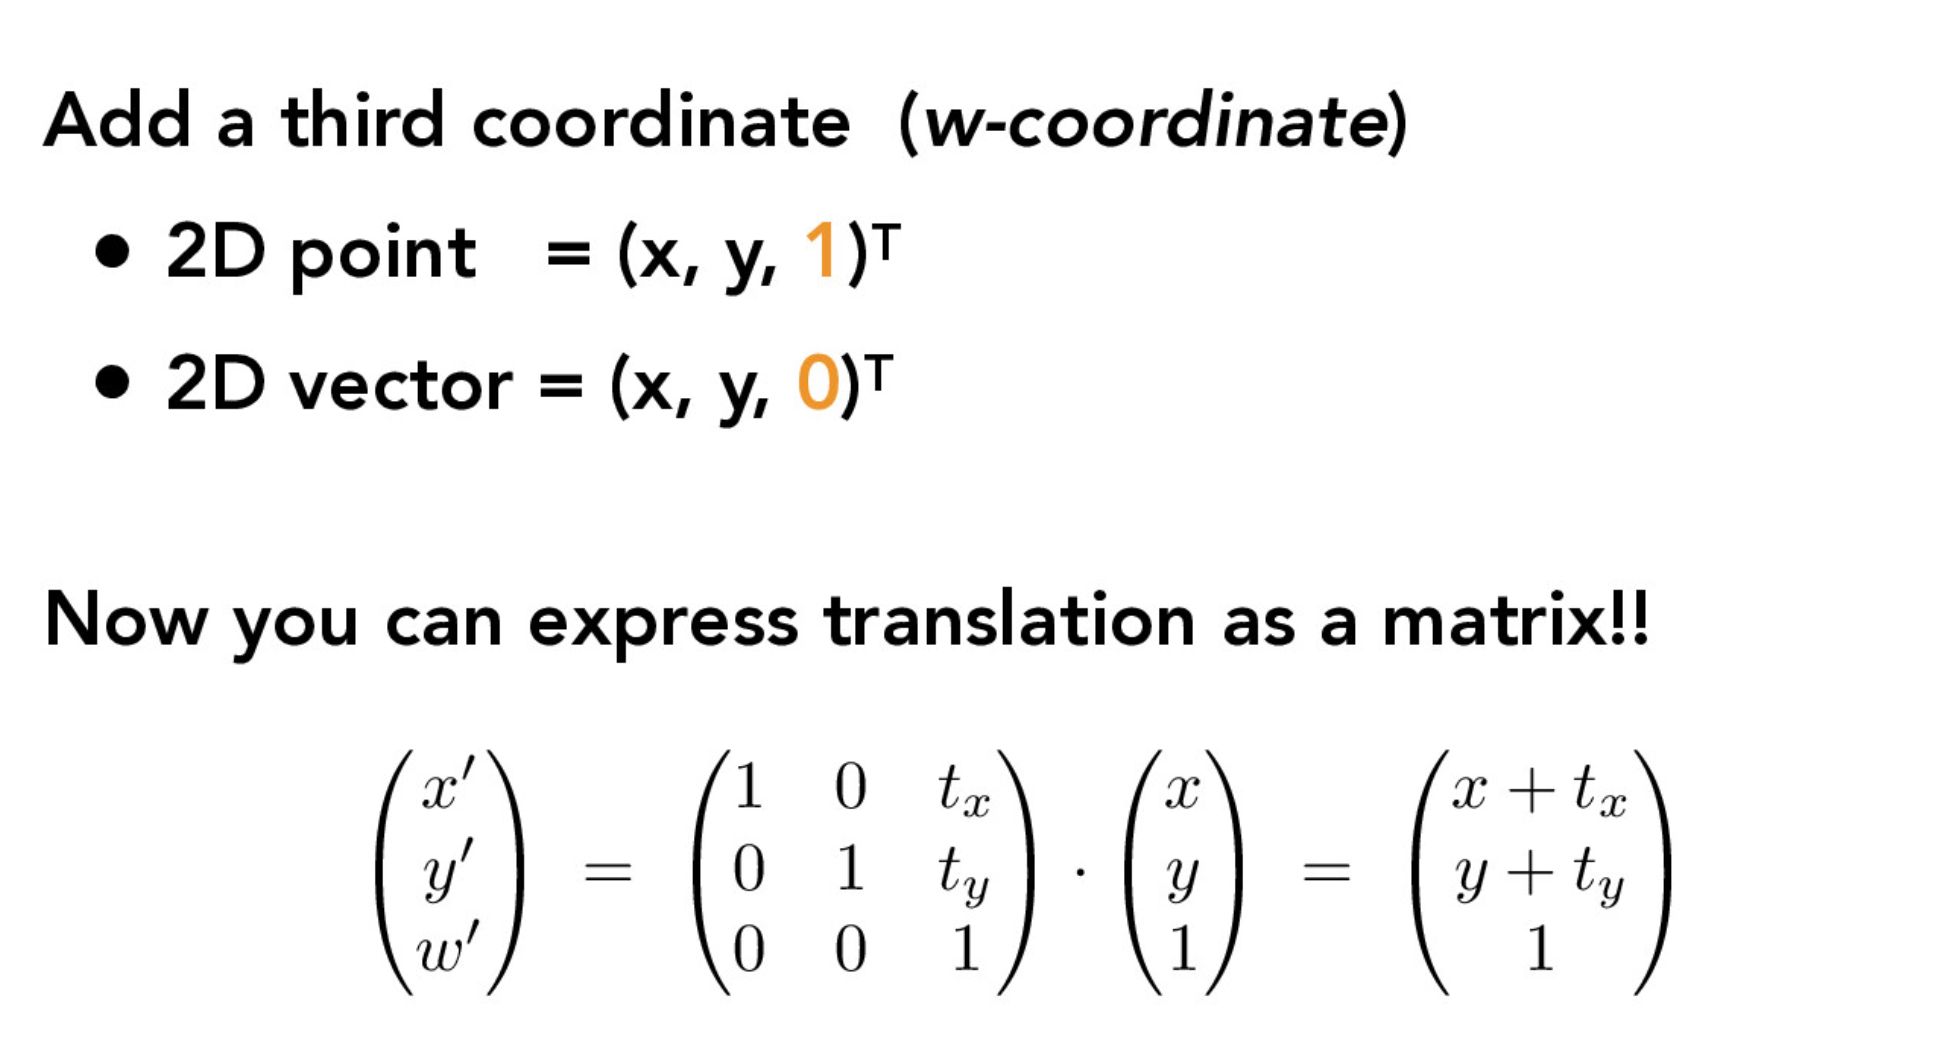 Add a third coordinate (w-coordinate)
• 2D point = (x, y, 1)ᵀ
• 2D vector = (x, y, 0)ᵀ
Now you can express translation as a matrix!!
$$\begin{pmatrix} x' \\ y' \\ w' \end{pmatrix} = \begin{pmatrix} 1 & 0 & t_x \\ 0 & 1 & t_y \\ 0 & 0 & 1 \end{pmatrix} \cdot \begin{pmatrix} x \\ y \\ 1 \end{pmatrix} = \begin{pmatrix} x + t_x \\ y + t_y \\ 1 \end{pmatrix}$$